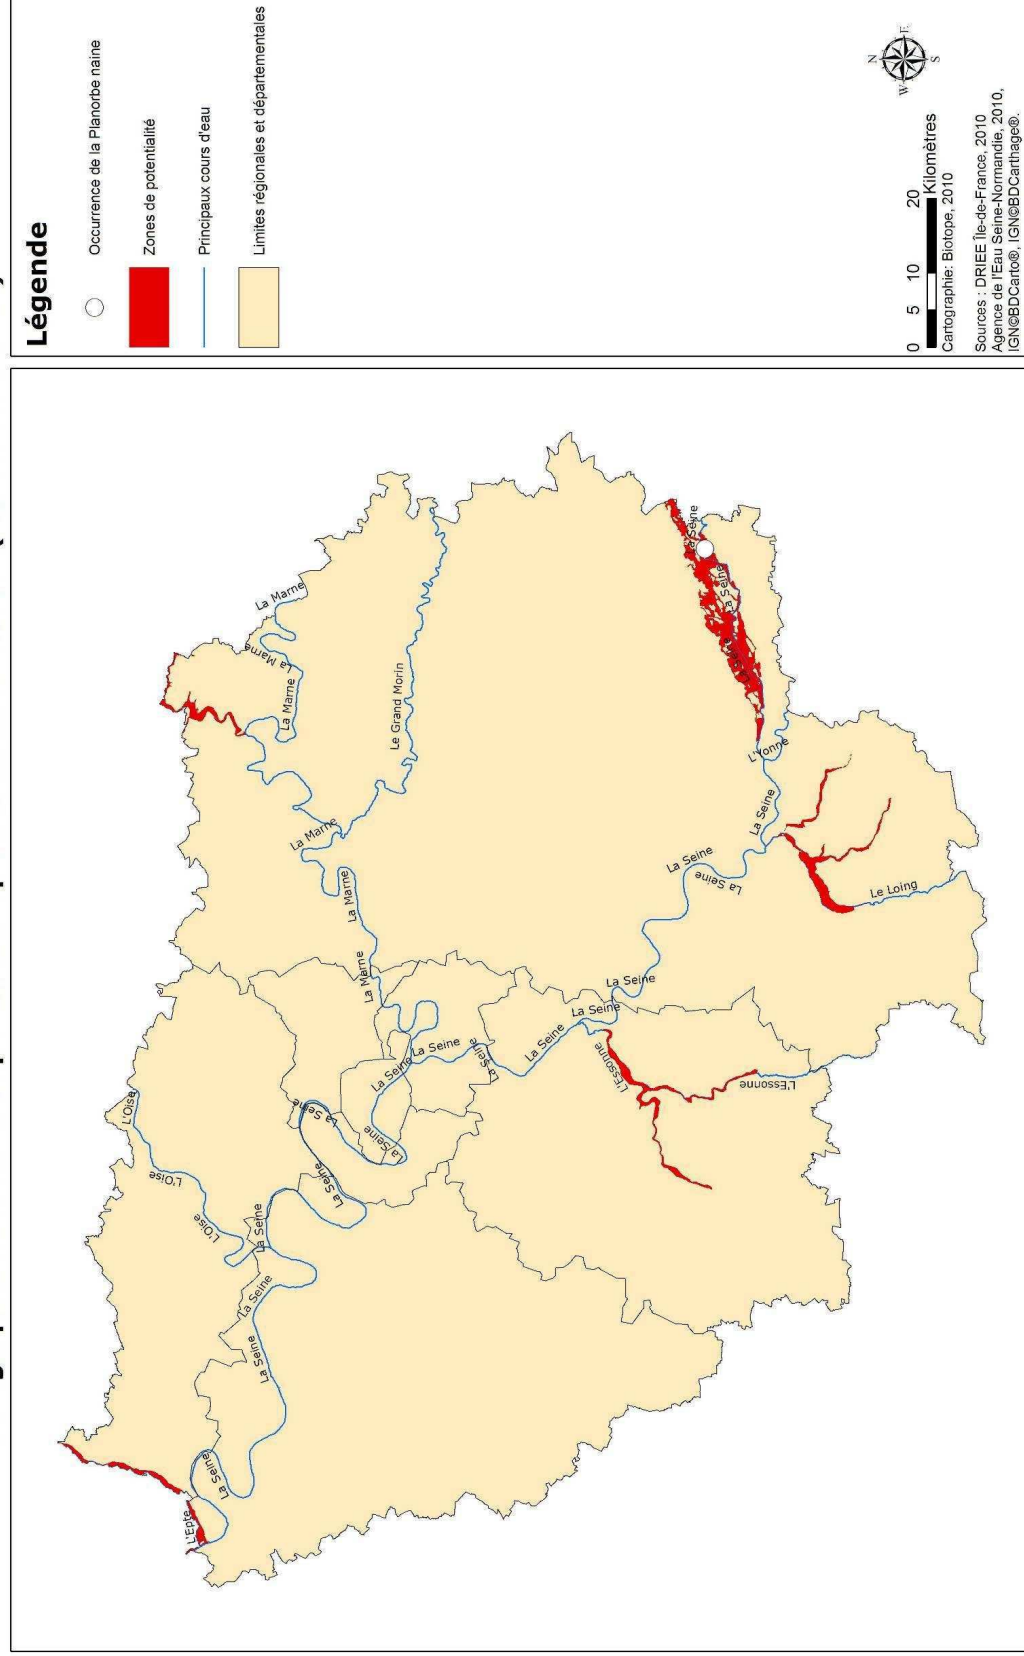 Légende
Occurrence de la Planorbe naine
Zones de potentialité
Principaux cours d'eau
Limites régionales et départementales
N
E
S
W
0 5 10 20
Kilomètres
Cartographie: Biotope, 2010
Sources : DRIEE Île-de-France, 2010
Agence de l'Eau Seine-Normandie, 2010,
IGN©BDCarto®, IGN©BDCarthage®.
L'Epte
La Seine
La Seine
La Seine
La Seine
L'Oise
L'Oise
L'Oise
La Seine
La Seine
La Seine
La Seine
La Seine
La Seine
La Seine
La Seine
La Seine
La Marne
La Marne
La Marne
La Marne
La Marne
La Marne
Le Grand Morin
L'Essonne
L'Essonne
La Seine
La Seine
La Seine
La Seine
L'Yonne
Le Loing
La Seine
La Seine